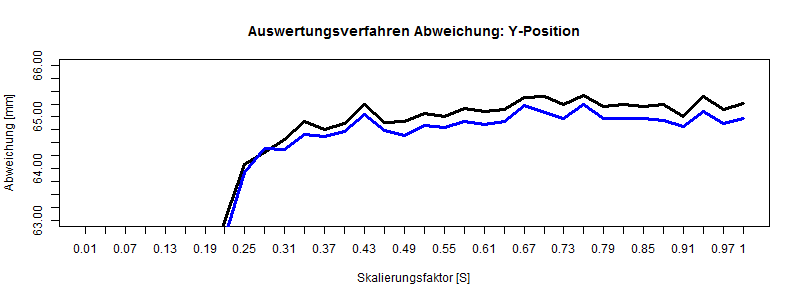 Auswertungsverfahren Abweichung: Y-Position
Abweichung [mm]
66.00
65.00
64.00
63.00
0.01 0.07 0.13 0.19 0.25 0.31 0.37 0.43 0.49 0.55 0.61 0.67 0.73 0.79 0.85 0.91 0.97 1
Skalierungsfaktor [S]